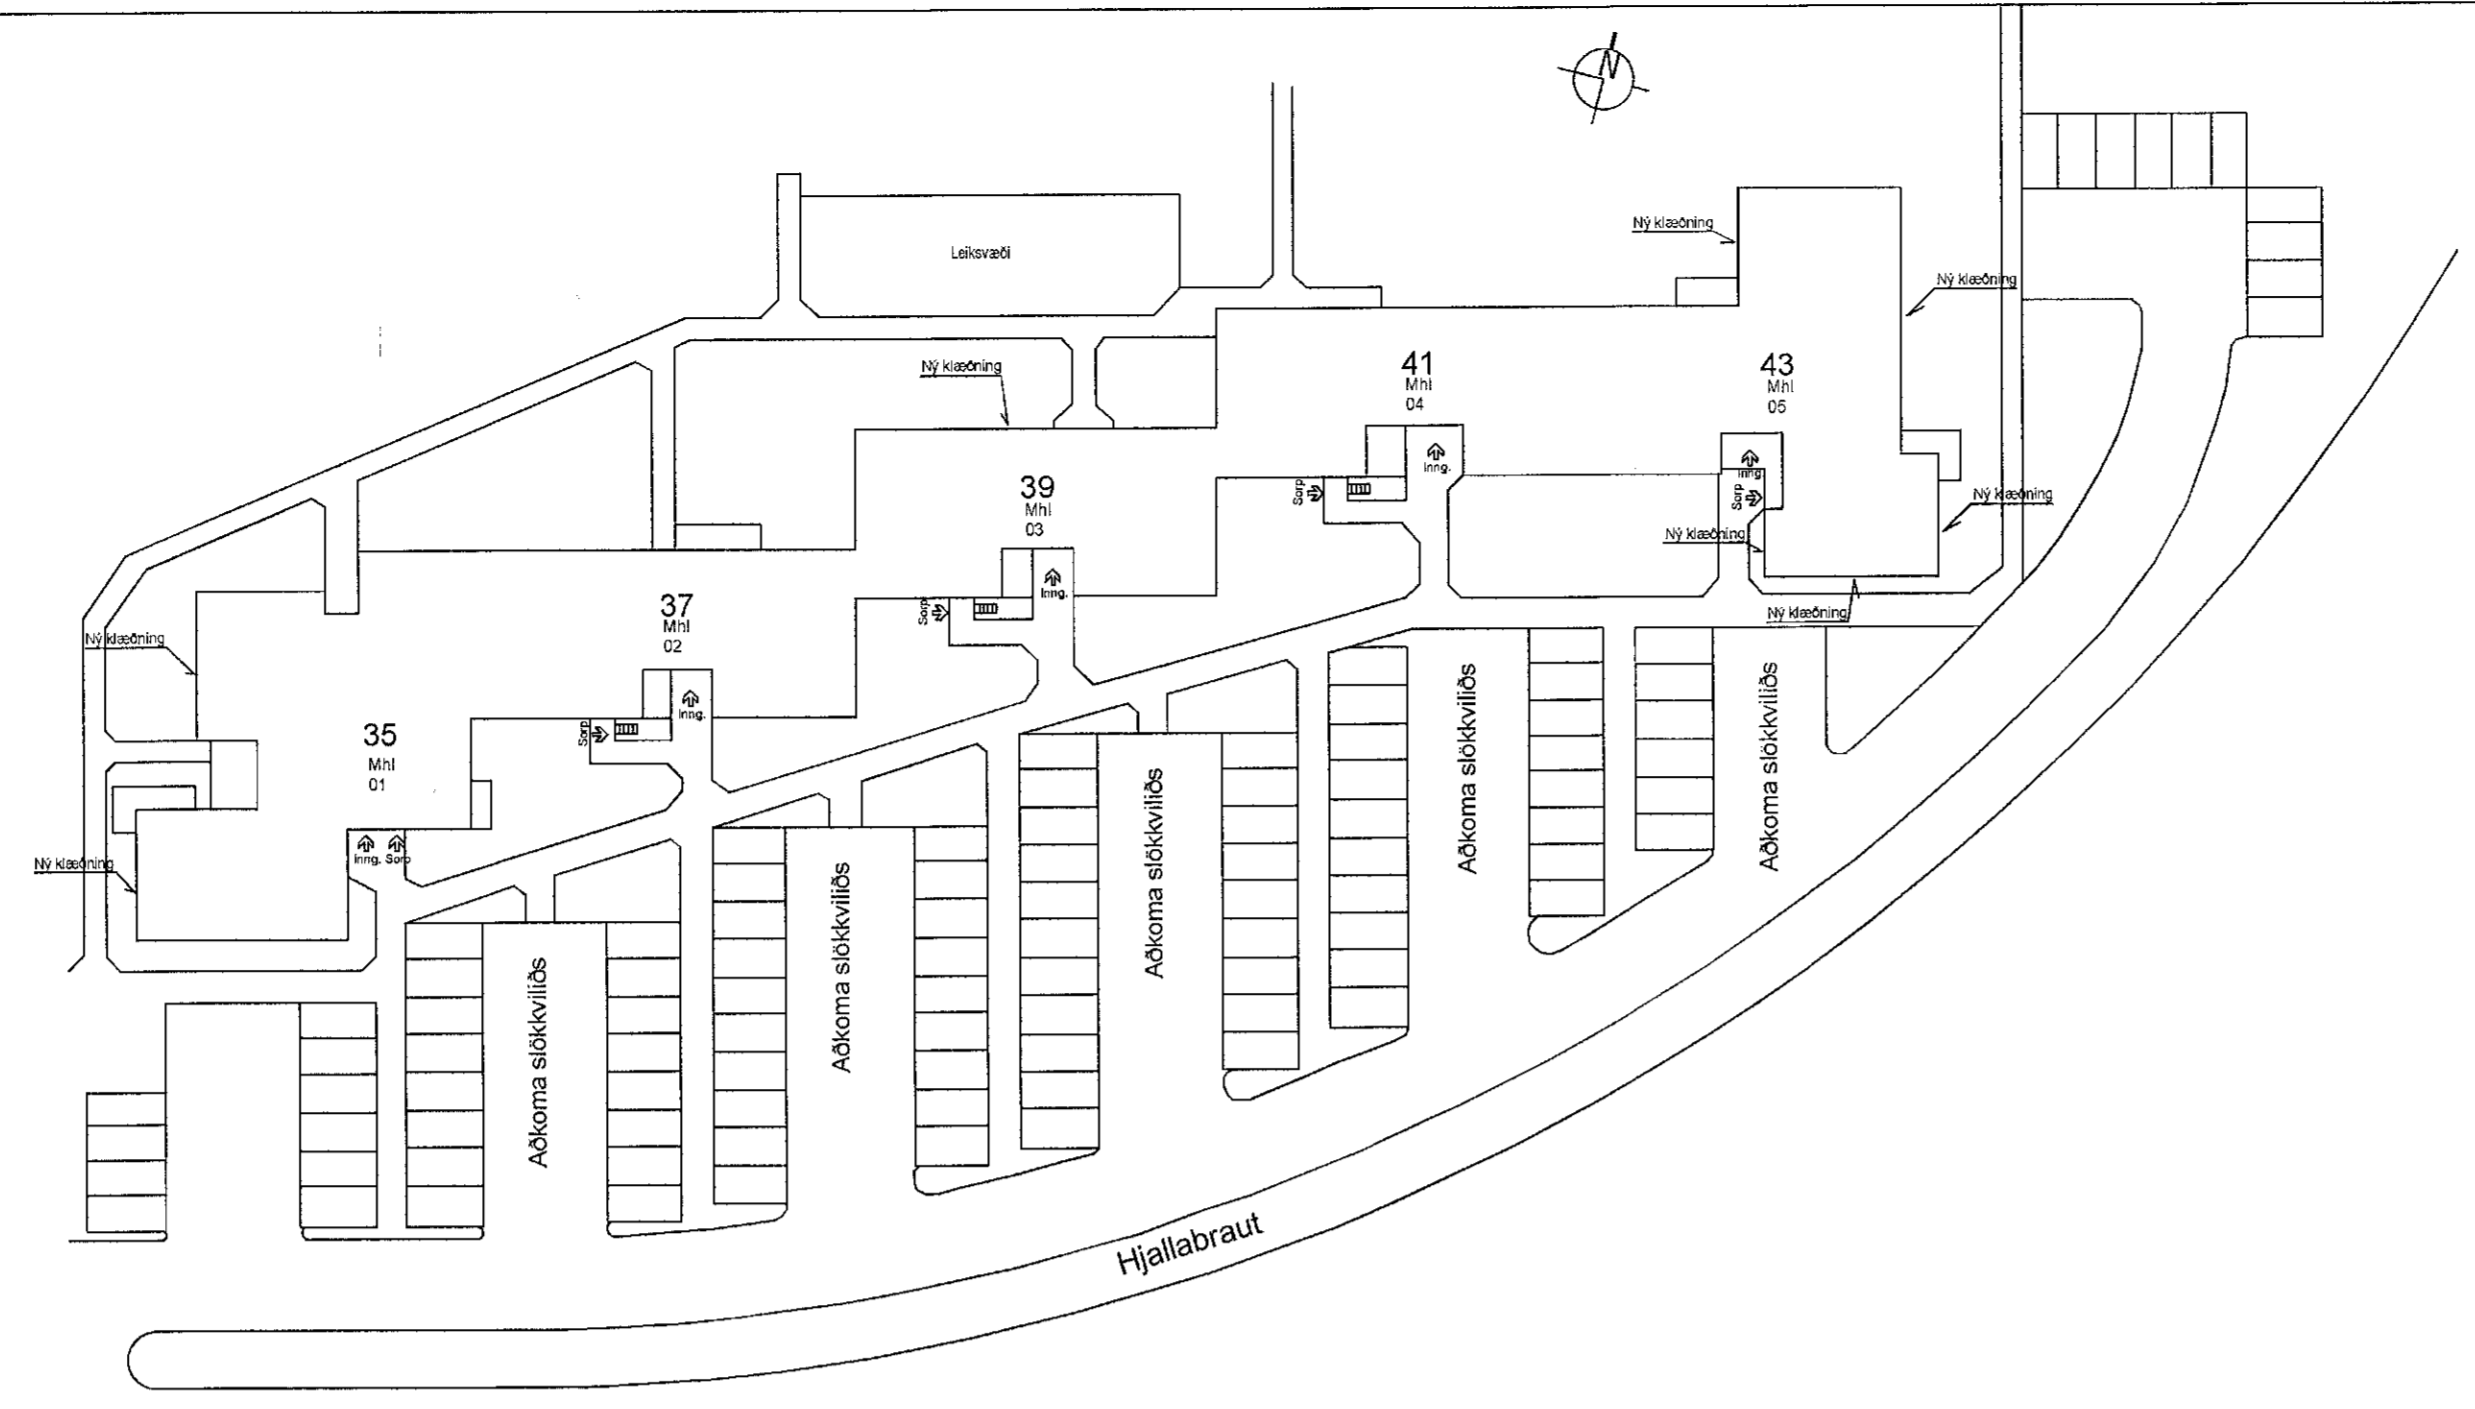 N
Leiksvæði
Ný klæðning
Ný klæðning
Ný klæðning
41
Mhl
04
43
Mhl
05
Inng.
Sorp
Inng
Sorp
Ný klæðning
Ný klæðning
Ný klæðning
39
Mhl
03
Inng.
Sorp
37
Mhl
02
Inng.
Sorp
Ný klæðning
35
Mhl
01
Inng. Sorp
Ný klæðning
Aðkoma slökkviliðs
Aðkoma slökkviliðs
Aðkoma slökkviliðs
Aðkoma slökkviliðs
Aðkoma slökkviliðs
Hjallabraut